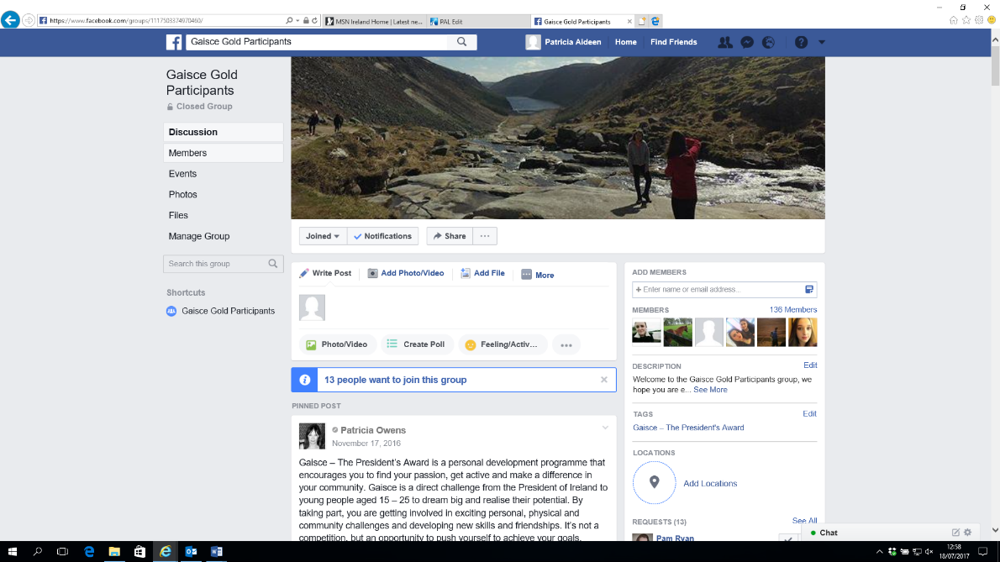 https://www.facebook.com/groups/1117503374970460/
MSN Ireland Home | Latest ne...
PAL Edit
Gaisce Gold Participants
Gaisce Gold Participants
Patricia Aideen
Home
Find Friends
Gaisce Gold
Participants
Closed Group
Discussion
Members
Events
Photos
Files
Manage Group
Search this group
Shortcuts
Gaisce Gold Participants
Joined
Notifications
Share
Write Post
Add Photo/Video
Add File
More
Photo/Video
Create Poll
Feeling/Activ...
13 people want to join this group
PINNED POST
Patricia Owens
November 17, 2016
Gaisce – The President's Award is a personal development programme that
encourages you to find your passion, get active and make a difference in
your community. Gaisce is a direct challenge from the President of Ireland to
young people aged 15 – 25 to dream big and realise their potential. By
taking part, you are getting involved in exciting personal, physical and
community challenges and developing new skills and friendships. It's not a
competition, but an opportunity to push yourself to achieve your goals.
ADD MEMBERS
+ Enter name or email address...
MEMBERS
136 Members
DESCRIPTION
Edit
Welcome to the Gaisce Gold Participants group, we
hope you are e... See More
TAGS
Edit
Gaisce – The President's Award
LOCATIONS
Add Locations
REQUESTS (13)
See All
Pam Ryan
Chat
12:58
18/07/2017